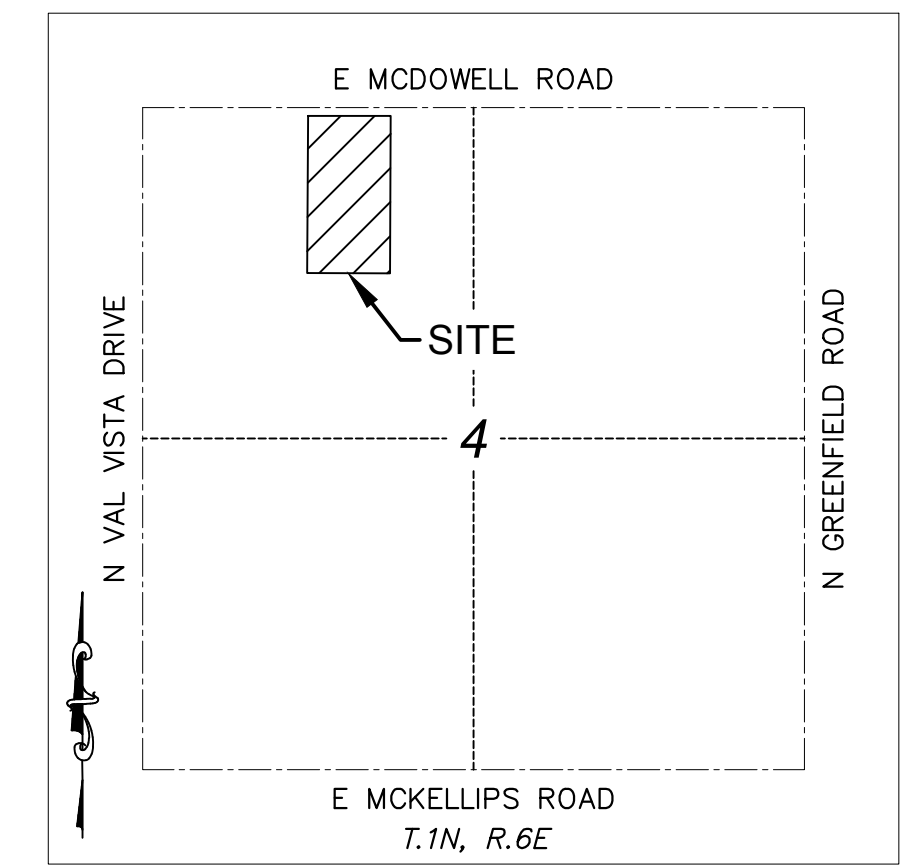 E MCDOWELL ROAD
SITE
N VAL VISTA DRIVE
4
N GREENFIELD ROAD
E MCKELLIPS ROAD
T.1N, R.6E